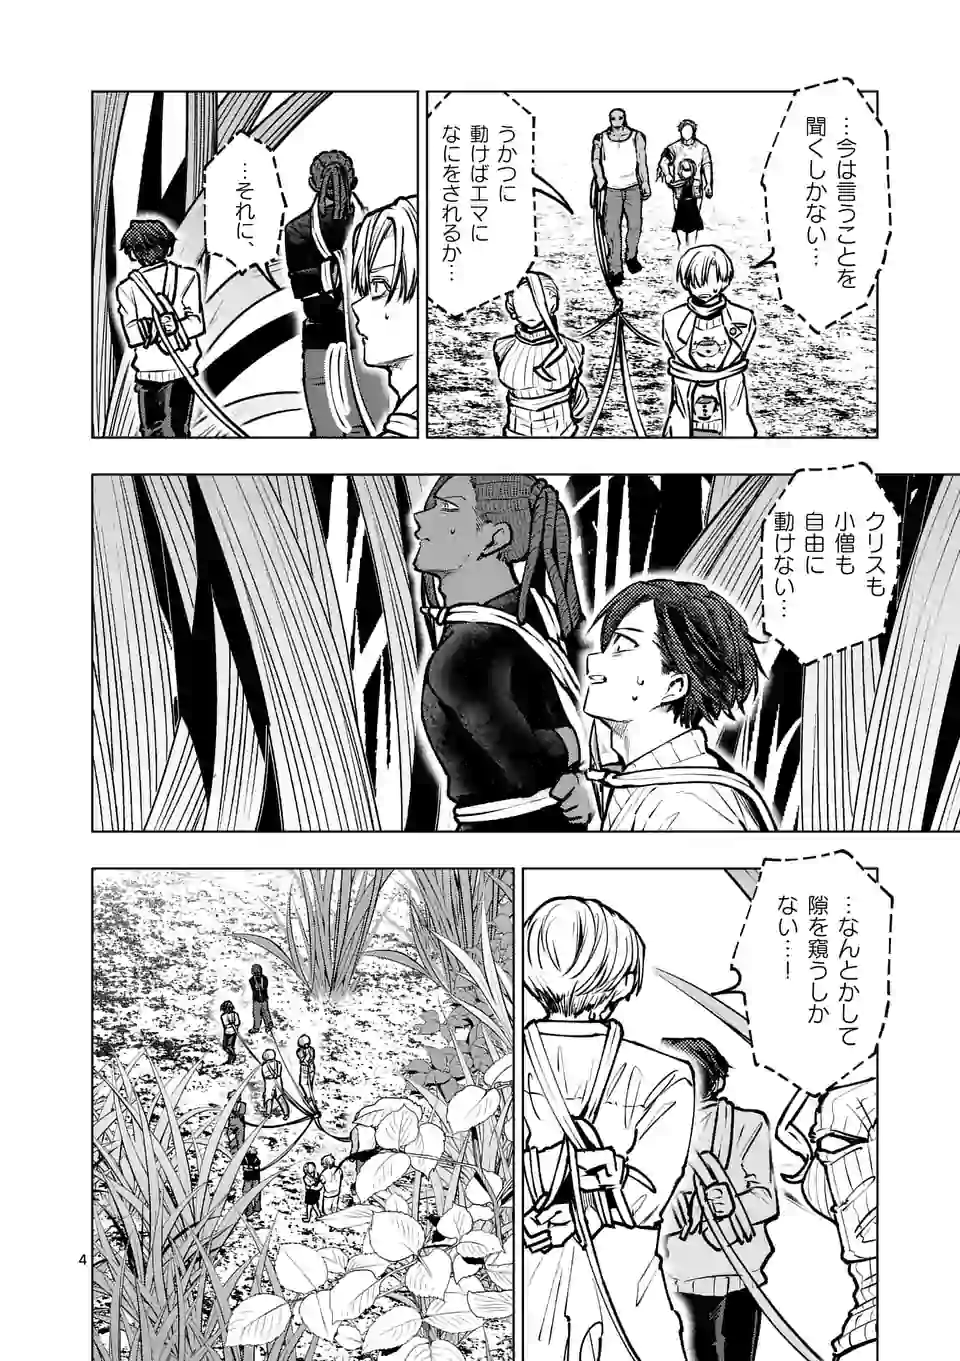 …今は言うことを
聞くしかない…
うかつに
動けばエマに
なにをされるか…
…それに、
クリスも
小僧も
自由に
動けない…
…なんとかして
隙を窺うしか
ない…！
4